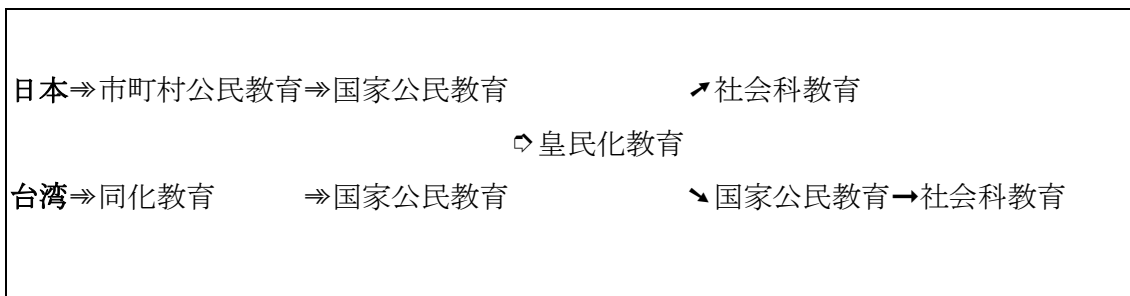 日本⇒市町村公民教育⇒国家公民教育 ➚社会科教育
➪皇民化教育
台湾⇒同化教育 ⇒国家公民教育 ➘国家公民教育➞社会科教育